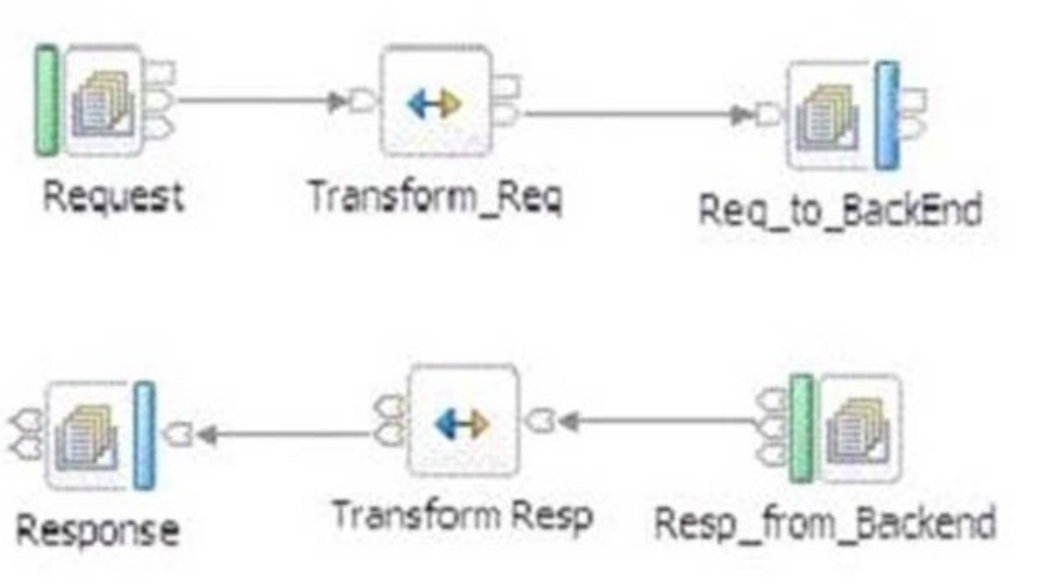 Request
Transform_Req
Req_to_BackEnd
Response
Transform Resp
Resp_from_Backend